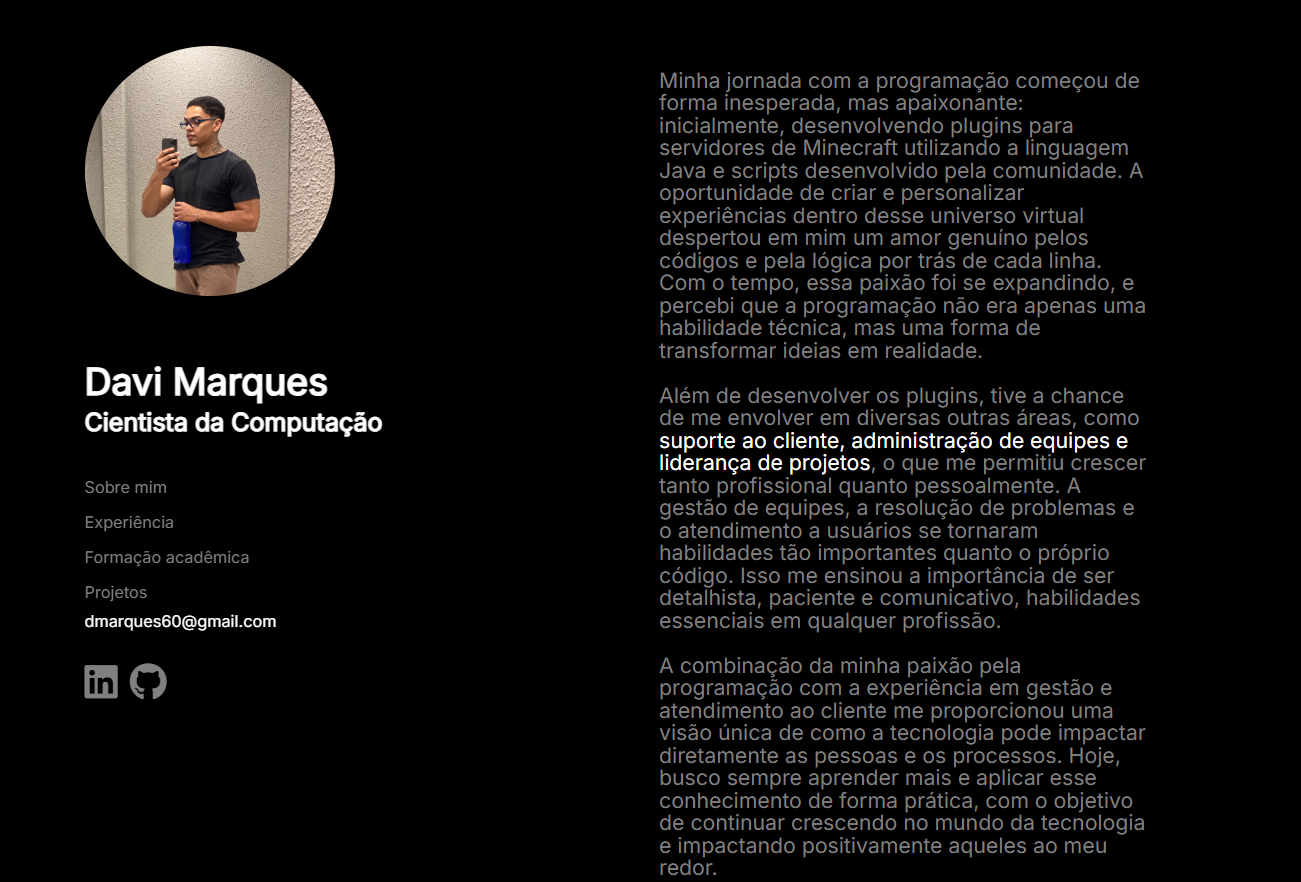 Davi Marques
Cientista da Computação
Sobre mim
Experiência
Formação acadêmica
Projetos
dmarques60@gmail.com
in
Minha jornada com a programação começou de
forma inesperada, mas apaixonante:
inicialmente, desenvolvendo plugins para
servidores de Minecraft utilizando a linguagem
Java e scripts desenvolvido pela comunidade. A
oportunidade de criar e personalizar
experiências dentro desse universo virtual
despertou em mim um amor genuíno pelos
códigos e pela lógica por trás de cada linha.
Com o tempo, essa paixão foi se expandindo, e
percebi que a programação não era apenas uma
habilidade técnica, mas uma forma de
transformar ideias em realidade.
Além de desenvolver os plugins, tive a chance
de me envolver em diversas outras áreas, como
suporte ao cliente, administração de equipes e
liderança de projetos, o que me permitiu crescer
tanto profissional quanto pessoalmente. A
gestão de equipes, a resolução de problemas e
o atendimento a usuários se tornaram
habilidades tão importantes quanto o próprio
código. Isso me ensinou a importância de ser
detalhista, paciente e comunicativo, habilidades
essenciais em qualquer profissão.
A combinação da minha paixão pela
programação com a experiência em gestão e
atendimento ao cliente me proporcionou uma
visão única de como a tecnologia pode impactar
diretamente as pessoas e os processos. Hoje,
busco sempre aprender mais e aplicar esse
conhecimento de forma prática, com o objetivo
de continuar crescendo no mundo da tecnologia
e impactando positivamente aqueles ao meu
redor.